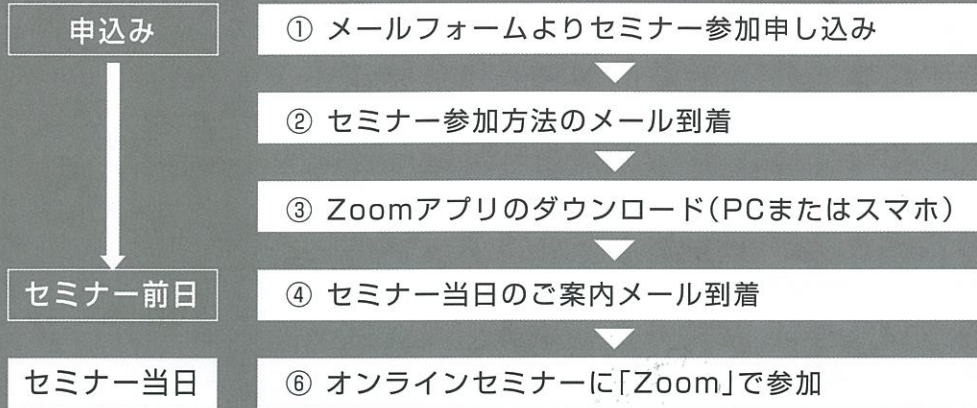 申込み
① メールフォームよりセミナー参加申し込み
② セミナー参加方法のメール到着
③ Zoomアプリのダウンロード(PCまたはスマホ)
セミナー前日
④ セミナー当日のご案内メール到着
セミナー当日
⑥ オンラインセミナーに「Zoom」で参加